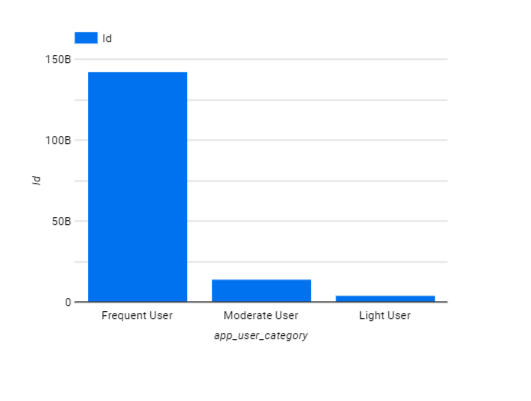 Id
150B
100B
50B
0
Id
Frequent User Moderate User Light User
app_user_category